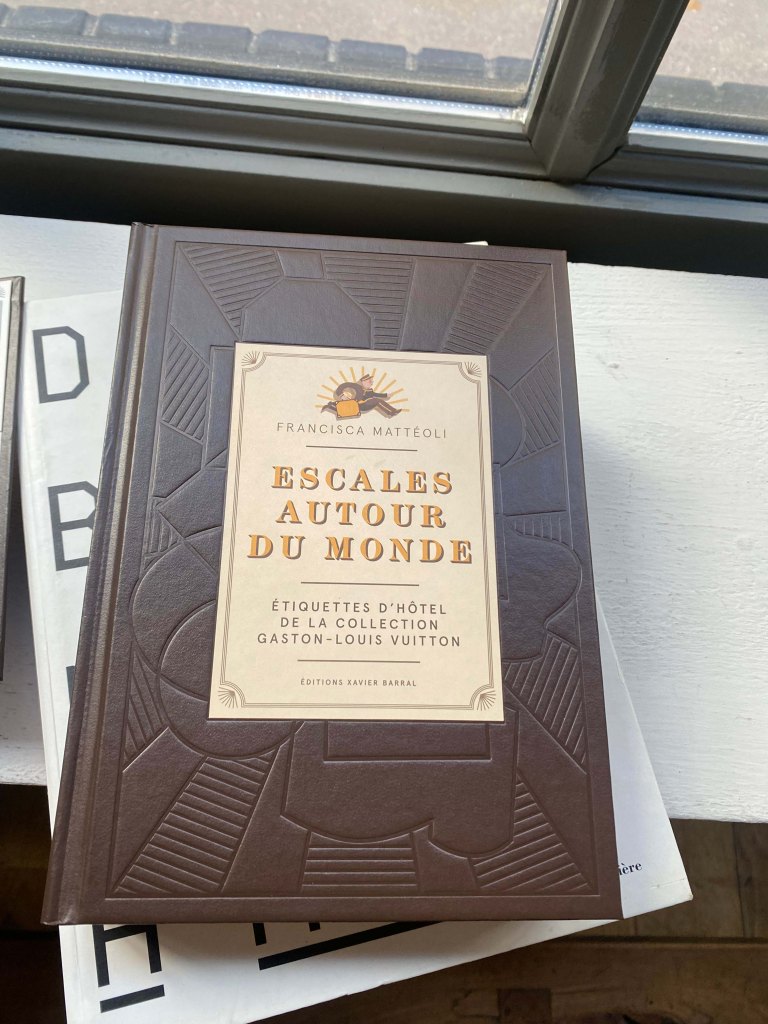 FRANCISCA MATTÉOLI
ESCALES
AUTOUR
DU MONDE
ÉTIQUETTES D'HÔTEL
DE LA COLLECTION
GASTON-LOUIS VUITTON
ÉDITIONS XAVIER BARRAL
D
B
H